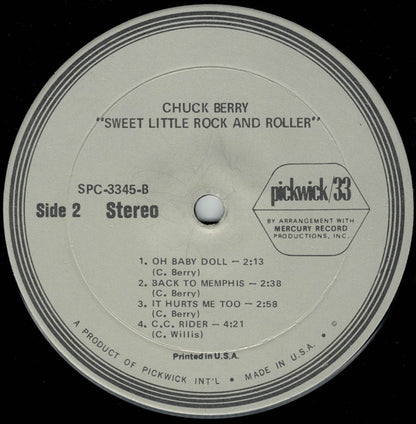 CHUCK BERRY
"SWEET LITTLE ROCK AND ROLLER"
SPC-3345-B
Side 2 Stereo
pickwick/33
BY ARRANGEMENT WITH
MERCURY RECORD
PRODUCTIONS, INC.
1. OH BABY DOLL — 2:13
(C. Berry)
2. BACK TO MEMPHIS — 2:38
(C. Berry)
3. IT HURTS ME TOO — 2:58
(C. Berry)
4. C.C. RIDER — 4:21
(C. Willis)
Printed in U.S.A.
A PRODUCT OF PICKWICK INT'L • MADE IN U.S.A. • ©